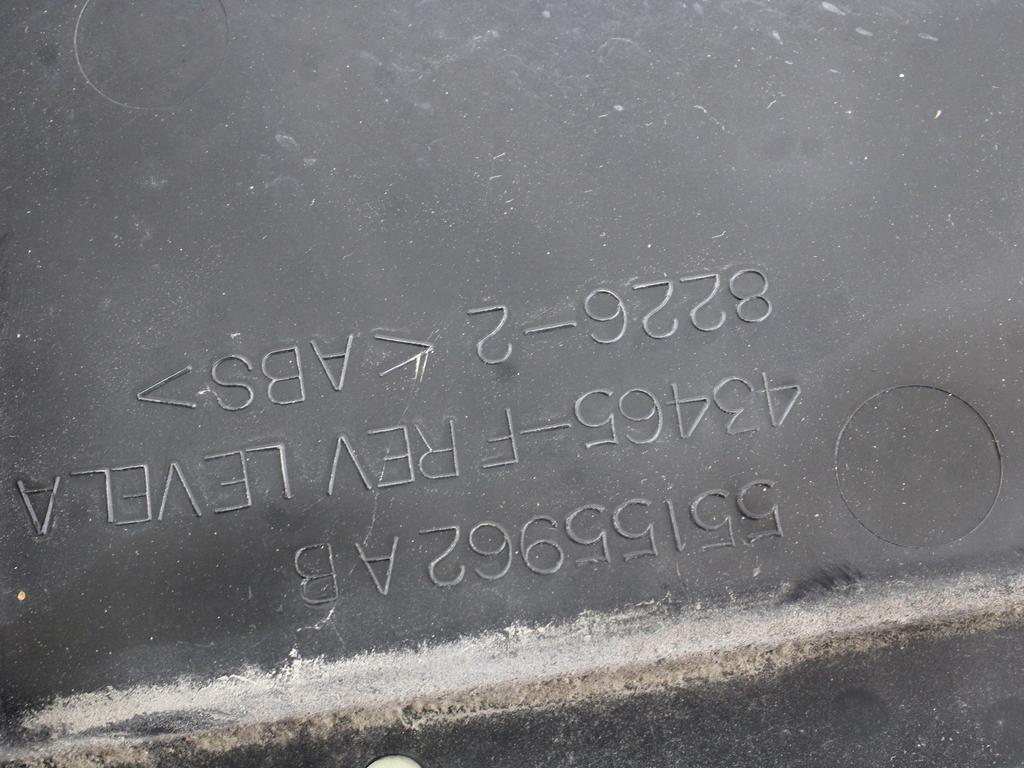 55155962 AB
43465-F REV LEVEL A
8226-2 <ABS>